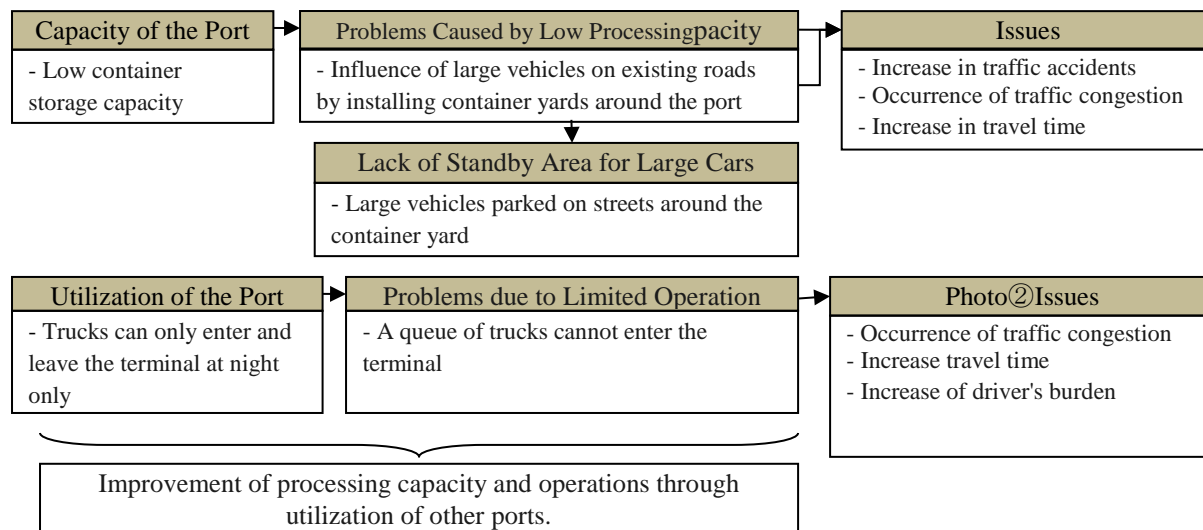 Capacity of the Port
- Low container
storage capacity
Problems Caused by Low Processingpacity
- Influence of large vehicles on existing roads
by installing container yards around the port
Issues
- Increase in traffic accidents
- Occurrence of traffic congestion
- Increase in travel time
Lack of Standby Area for Large Cars
- Large vehicles parked on streets around the
container yard
Utilization of the Port
- Trucks can only enter and
leave the terminal at night
only
Problems due to Limited Operation
- A queue of trucks cannot enter the
terminal
Photo②Issues
- Occurrence of traffic congestion
- Increase travel time
- Increase of driver's burden
Improvement of processing capacity and operations through
utilization of other ports.